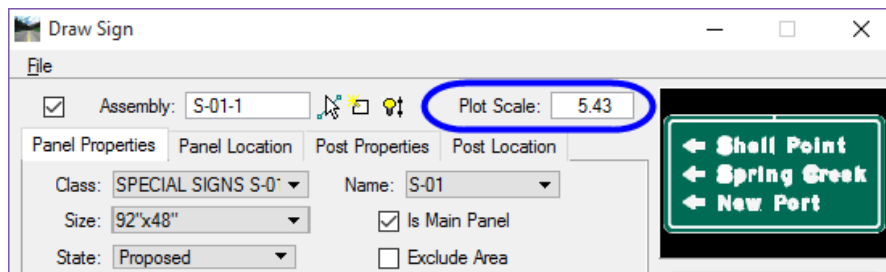 Draw Sign
File
Assembly: S-01-1 Plot Scale: 5.43
Panel Properties Panel Location Post Properties Post Location
Class: SPECIAL SIGNS S-0 Name: S-01
Size: 92"x48" Is Main Panel
State: Proposed Exclude Area
Shell Point
Spring Creek
New Port